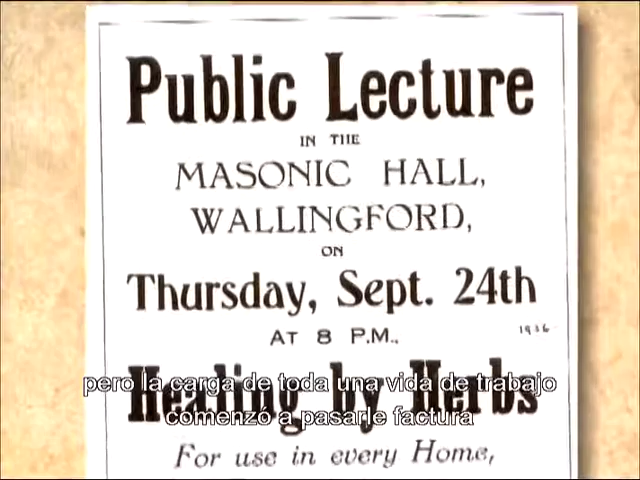 Public Lecture
IN THE
MASONIC HALL,
WALLINGFORD,
ON
Thursday, Sept. 24th
AT 8 P.M.,
1936
Healing by Herbs
pero la carga de toda una vida de trabajo
comenzó a pasarle factura
For use in every Home,